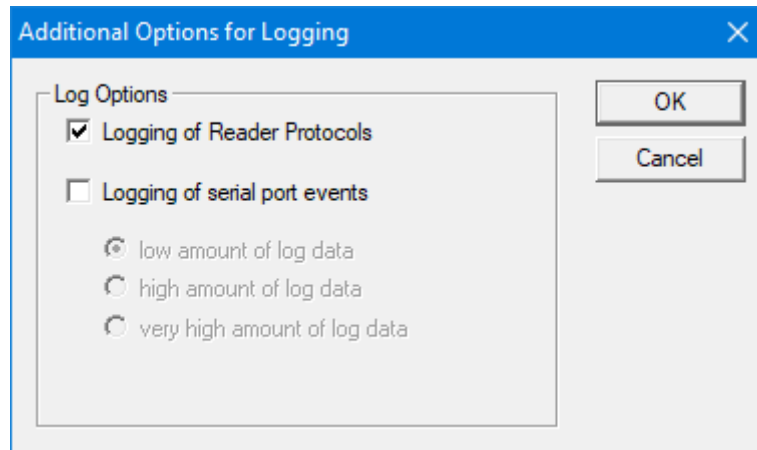 Additional Options for Logging
Log Options
OK
Logging of Reader Protocols
Cancel
Logging of serial port events
low amount of log data
high amount of log data
very high amount of log data